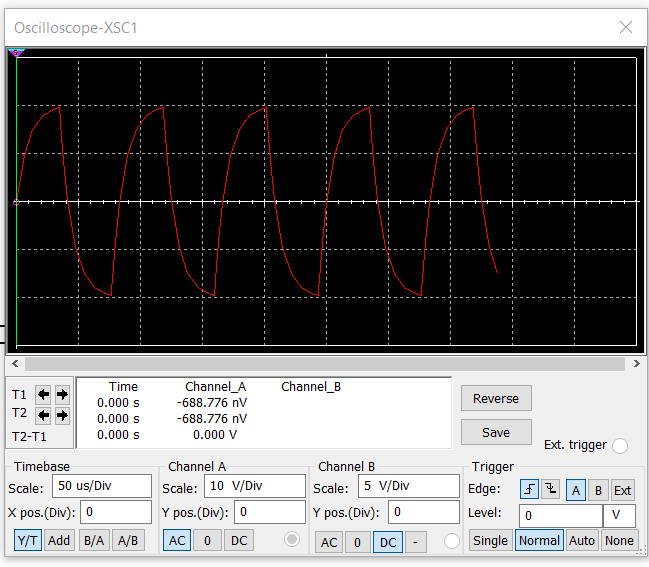 Oscilloscope-XSC1
Time Channel_A Channel_B
T1 0.000 s -688.776 nV
T2 0.000 s -688.776 nV
T2-T1 0.000 s 0.000 V
Reverse
Save
Ext. trigger
Timebase
Scale: 50 us/Div
X pos.(Div): 0
Y/T Add B/A A/B
Channel A
Scale: 10 V/Div
Y pos.(Div): 0
AC 0 DC
Channel B
Scale: 5 V/Div
Y pos.(Div): 0
AC 0 DC -
Trigger
Edge: A B Ext
Level: 0 V
Single Normal Auto None